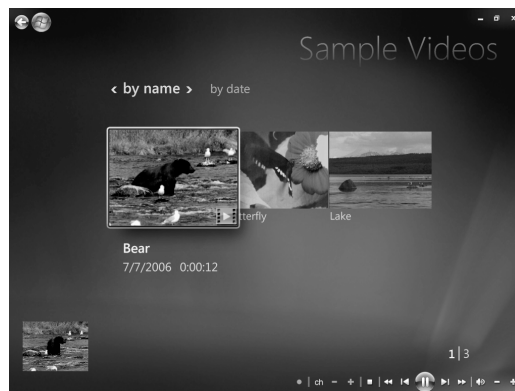 Sample Videos
by name by date
tterfly Lake
Bear
7/7/2006 0:00:12
1 | 3
ch